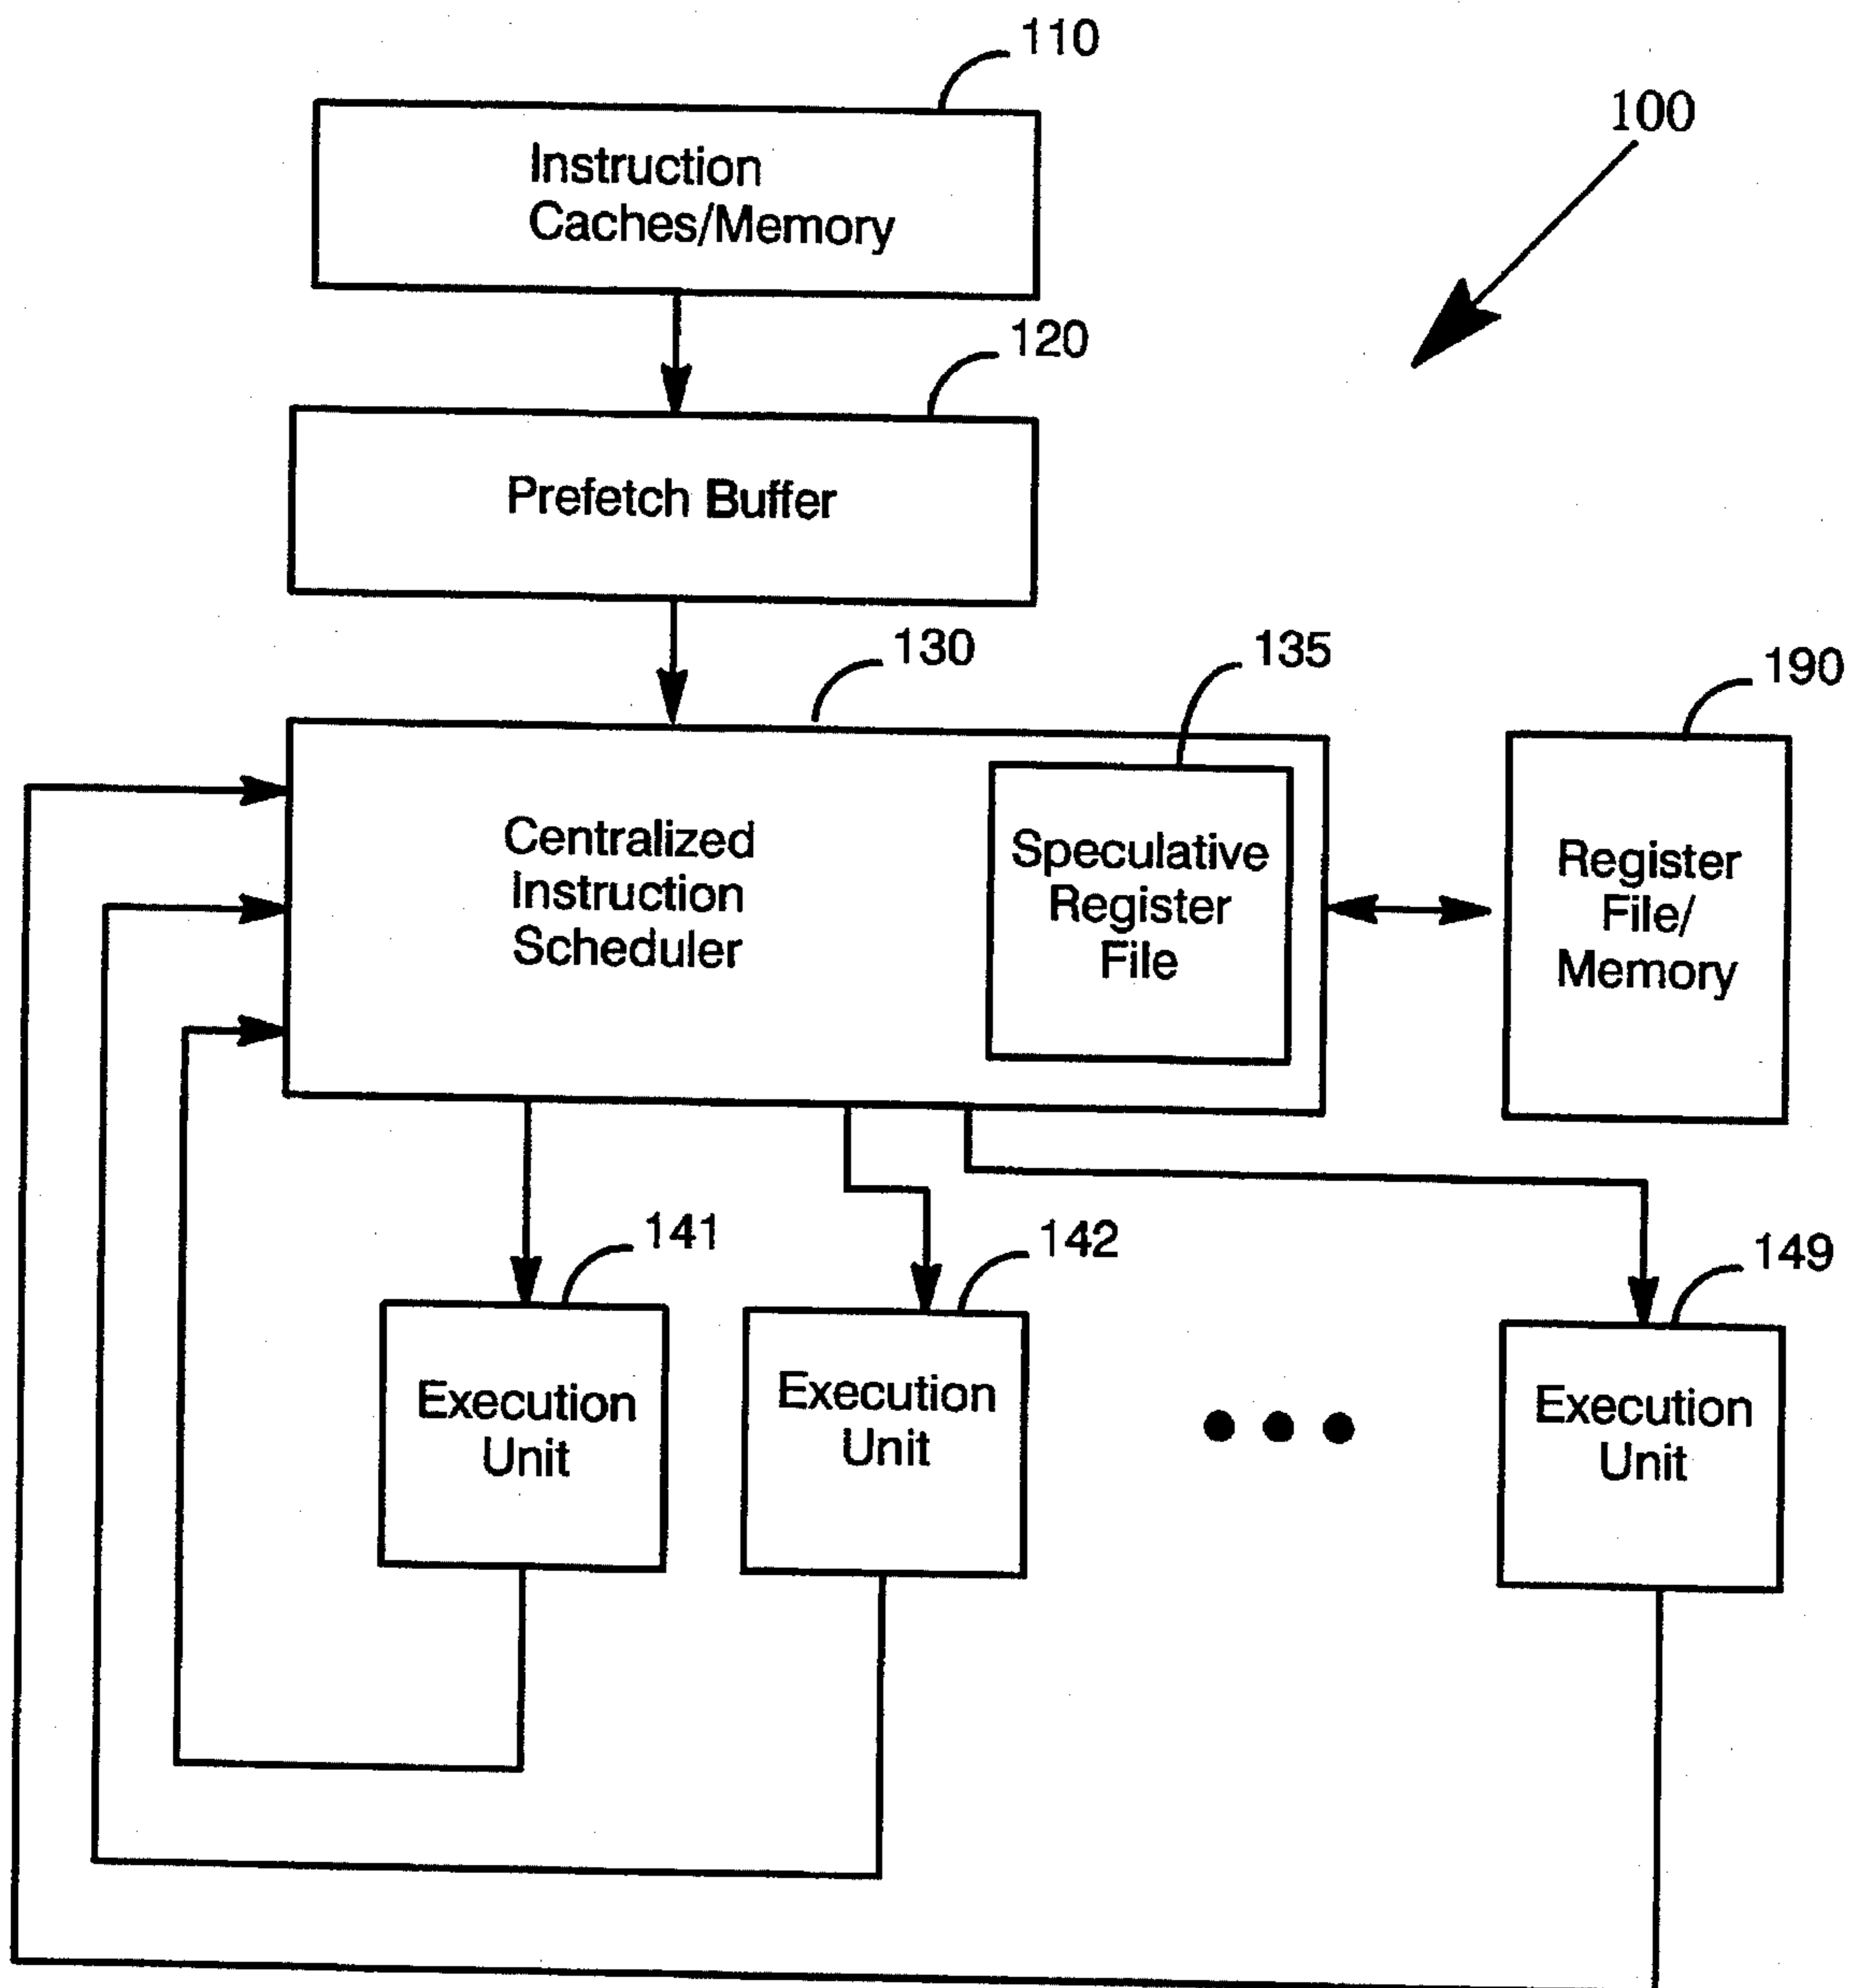 110
100
Instruction
Caches/Memory
120
Prefetch Buffer
130
135
190
Centralized
Instruction
Scheduler
Speculative
Register
File
Register
File/
Memory
141
142
149
Execution
Unit
Execution
Unit
Execution
Unit